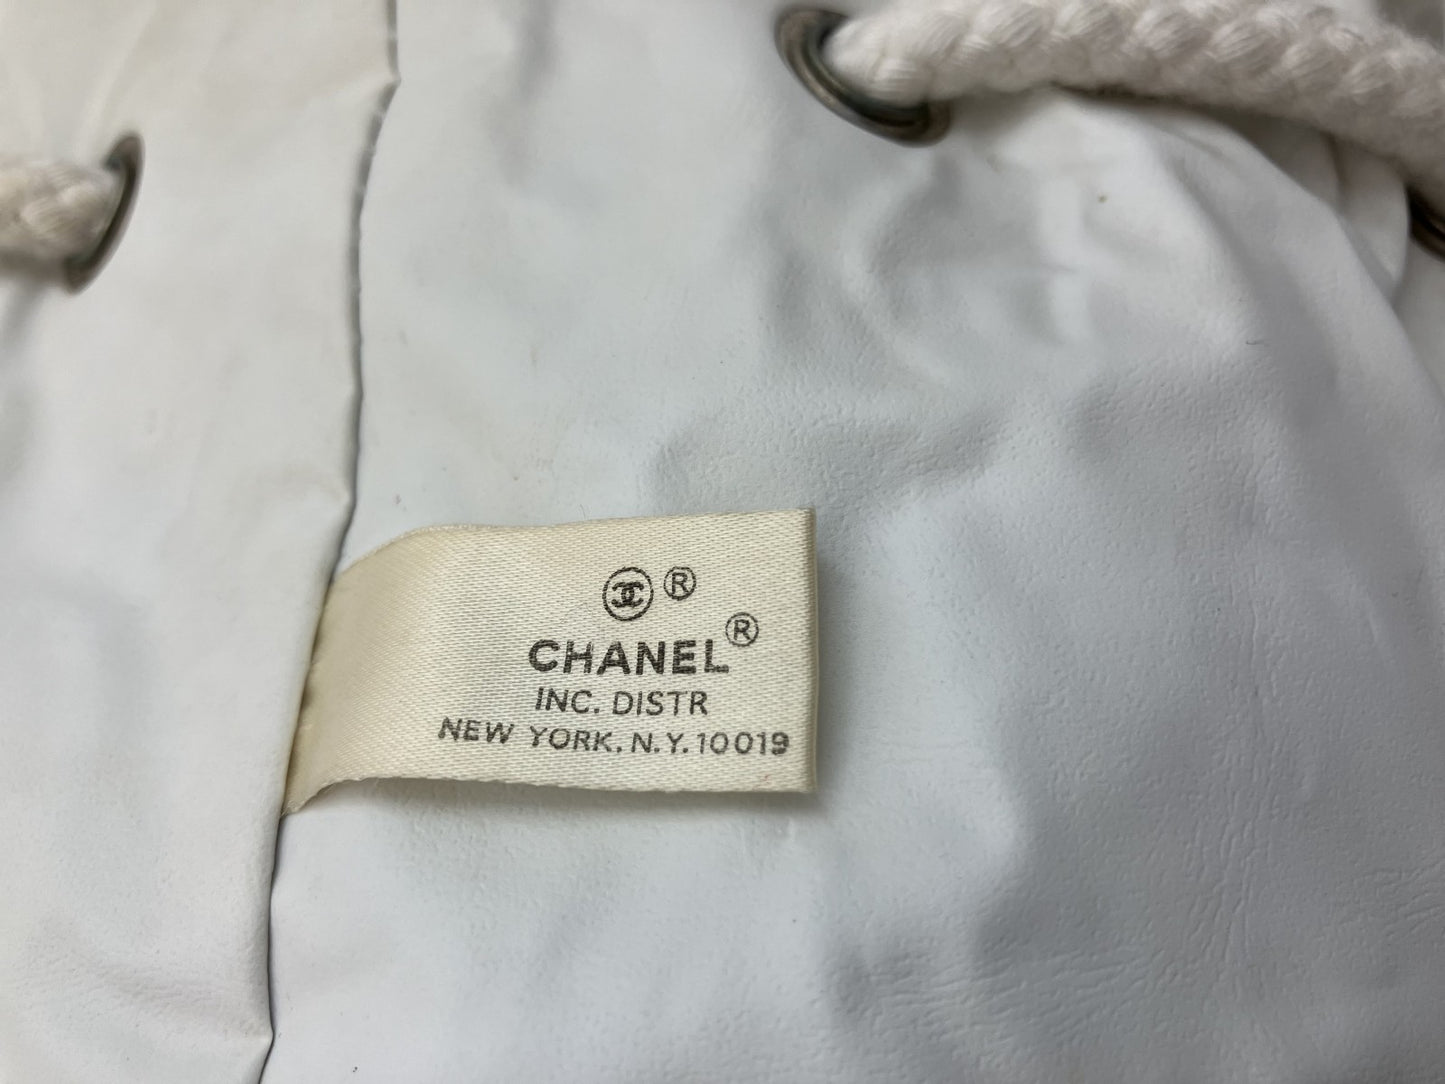 ®
CHANEL®
INC. DISTR
NEW YORK, N.Y. 10019